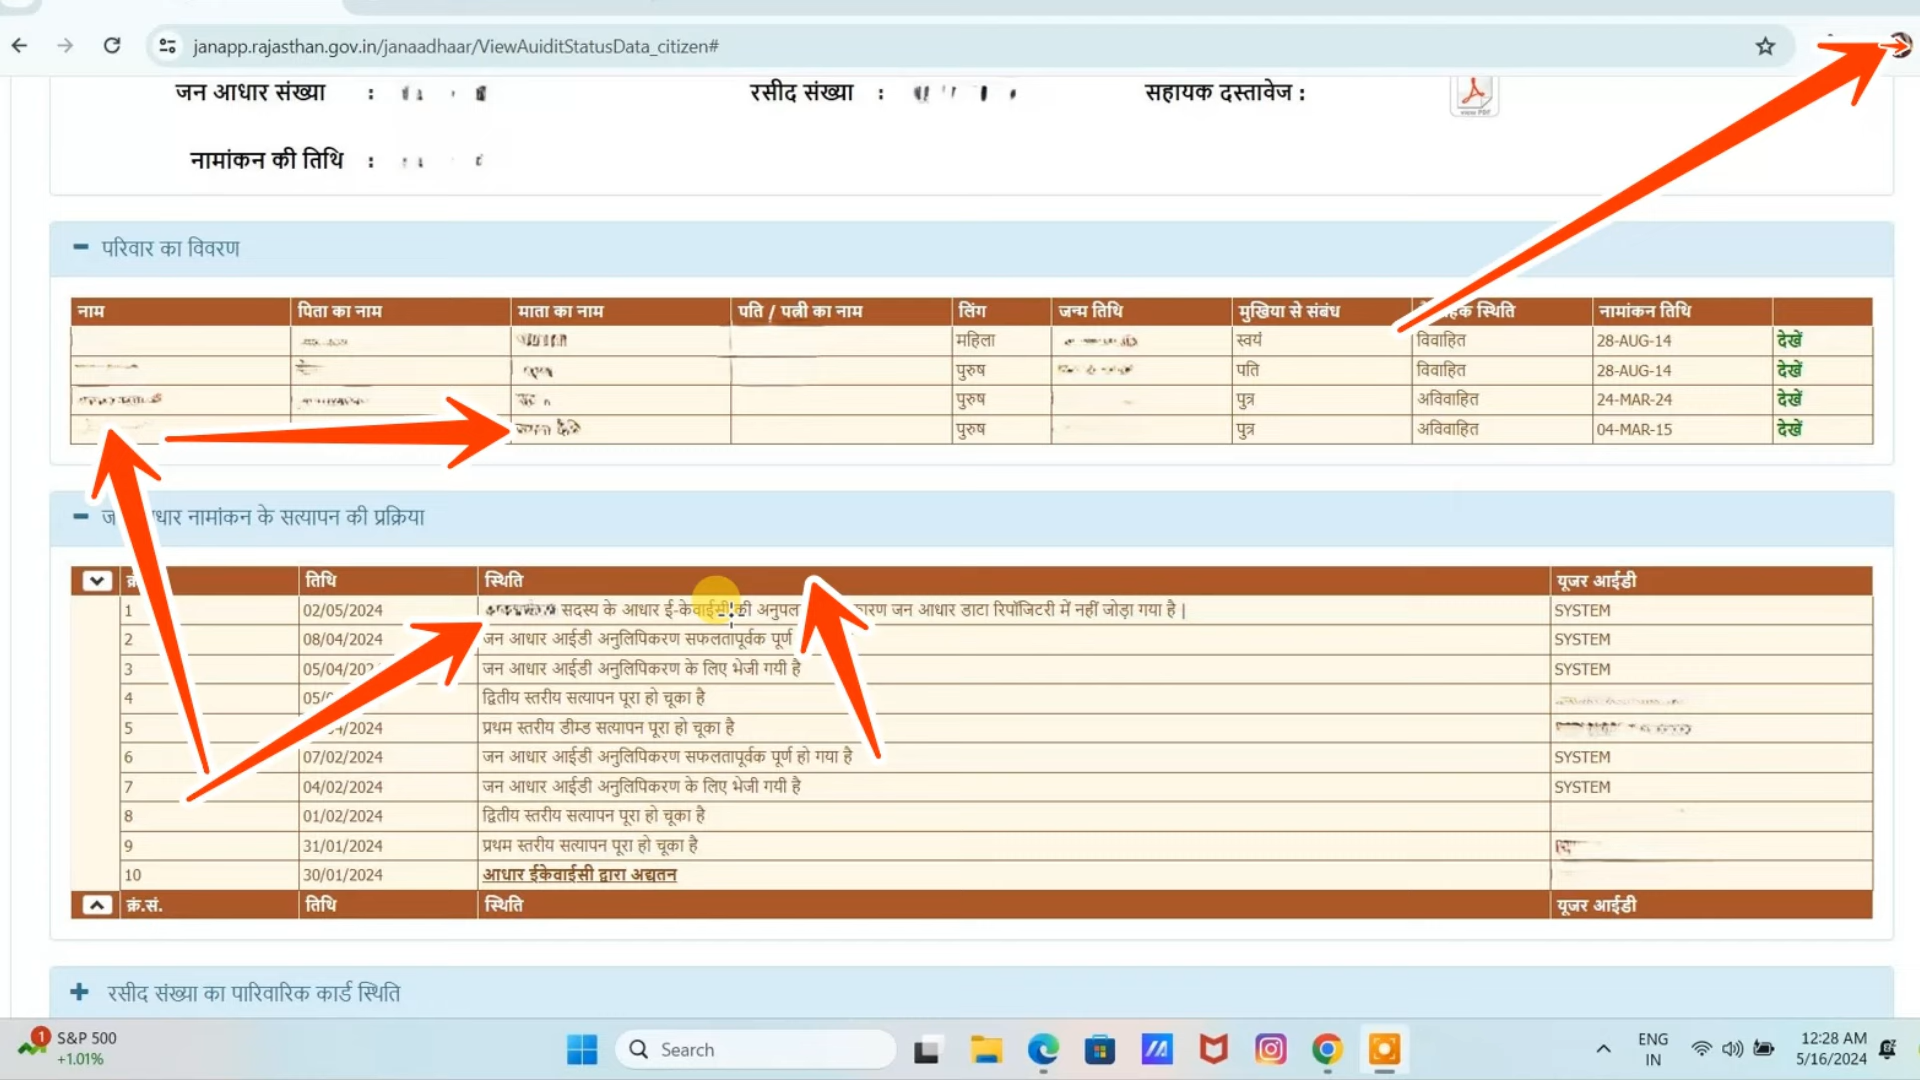 janapp.rajasthan.gov.in/janaadhaar/ViewAuiditStatusData_citizen#
जन आधार संख्या : रसीद संख्या : सहायक दस्तावेज :
नामांकन की तिथि :
परिवार का विवरण
नाम पिता का नाम माता का नाम पति / पत्नी का नाम लिंग जन्म तिथि मुखिया से संबंध स्थिति नामांकन तिथि
महिला स्वयं विवाहित 28-AUG-14 देखें
पुरुष पति विवाहित 28-AUG-14 देखें
पुरुष पुत्र अविवाहित 24-MAR-24 देखें
पुरुष पुत्र अविवाहित 04-MAR-15 देखें
नामांकन के सत्यापन की प्रक्रिया
तिथि स्थिति यूजर आईडी
1 02/05/2024 सदस्य के आधार ई-केवाईसी की जन आधार डाटा रिपॉजिटरी में नहीं जोड़ा गया है | SYSTEM
2 08/04/2024 जन आधार आईडी अनुलिपिकरण सफलतापूर्वक पूर्ण SYSTEM
3 जन आधार आईडी अनुलिपिकरण के लिए भेजी गयी है SYSTEM
4 द्वितीय स्तरीय सत्यापन पूरा हो चूका है
5 प्रथम स्तरीय डीम्ड सत्यापन पूरा हो चूका है
6 07/02/2024 जन आधार आईडी अनुलिपिकरण सफलतापूर्वक पूर्ण हो गया है SYSTEM
7 04/02/2024 जन आधार आईडी अनुलिपिकरण के लिए भेजी गयी है SYSTEM
8 01/02/2024 द्वितीय स्तरीय सत्यापन पूरा हो चूका है
9 31/01/2024 प्रथम स्तरीय सत्यापन पूरा हो चूका है
10 30/01/2024 आधार ईकेवाईसी द्वारा अद्यतन
क्रं.सं. तिथि स्थिति यूजर आईडी
रसीद संख्या का पारिवारिक कार्ड स्थिति
1 S&P 500
+1.01%
Search
ENG
IN
12:28 AM
5/16/2024